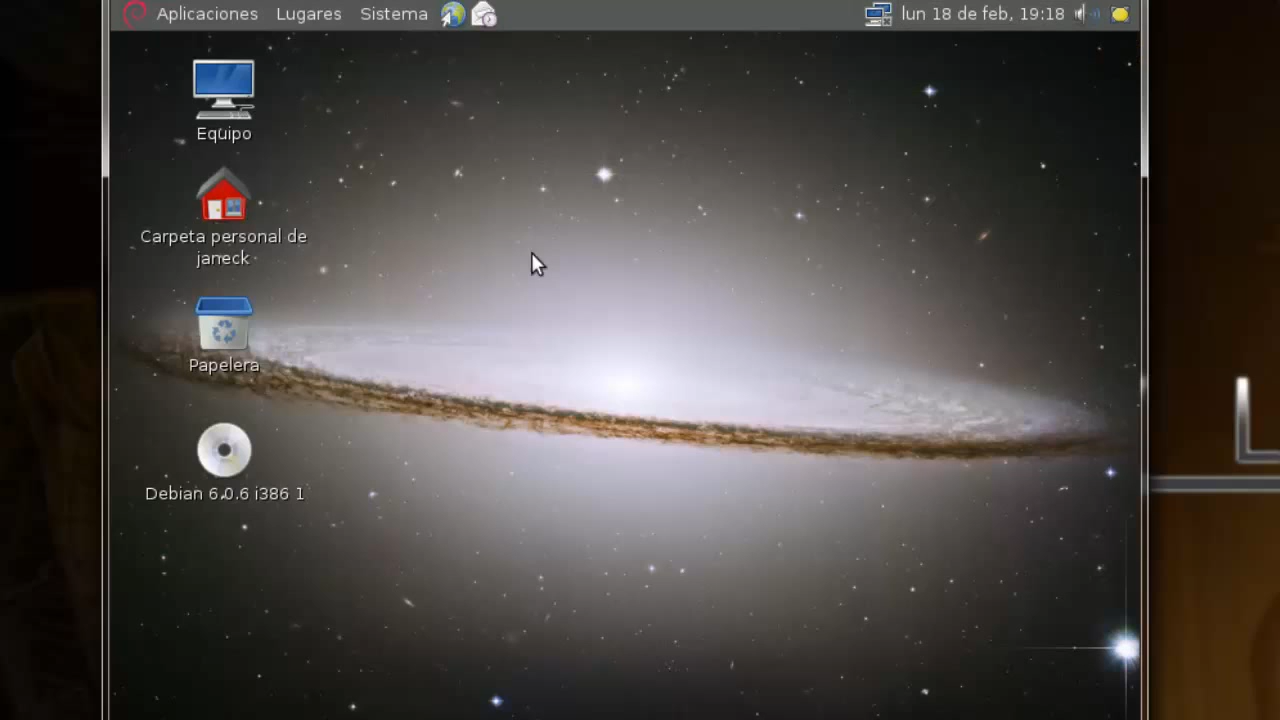 Aplicaciones Lugares Sistema lun 18 de feb, 19:18
Equipo
Carpeta personal de
janeck
Papelera
Debian 6.0.6 i386 1